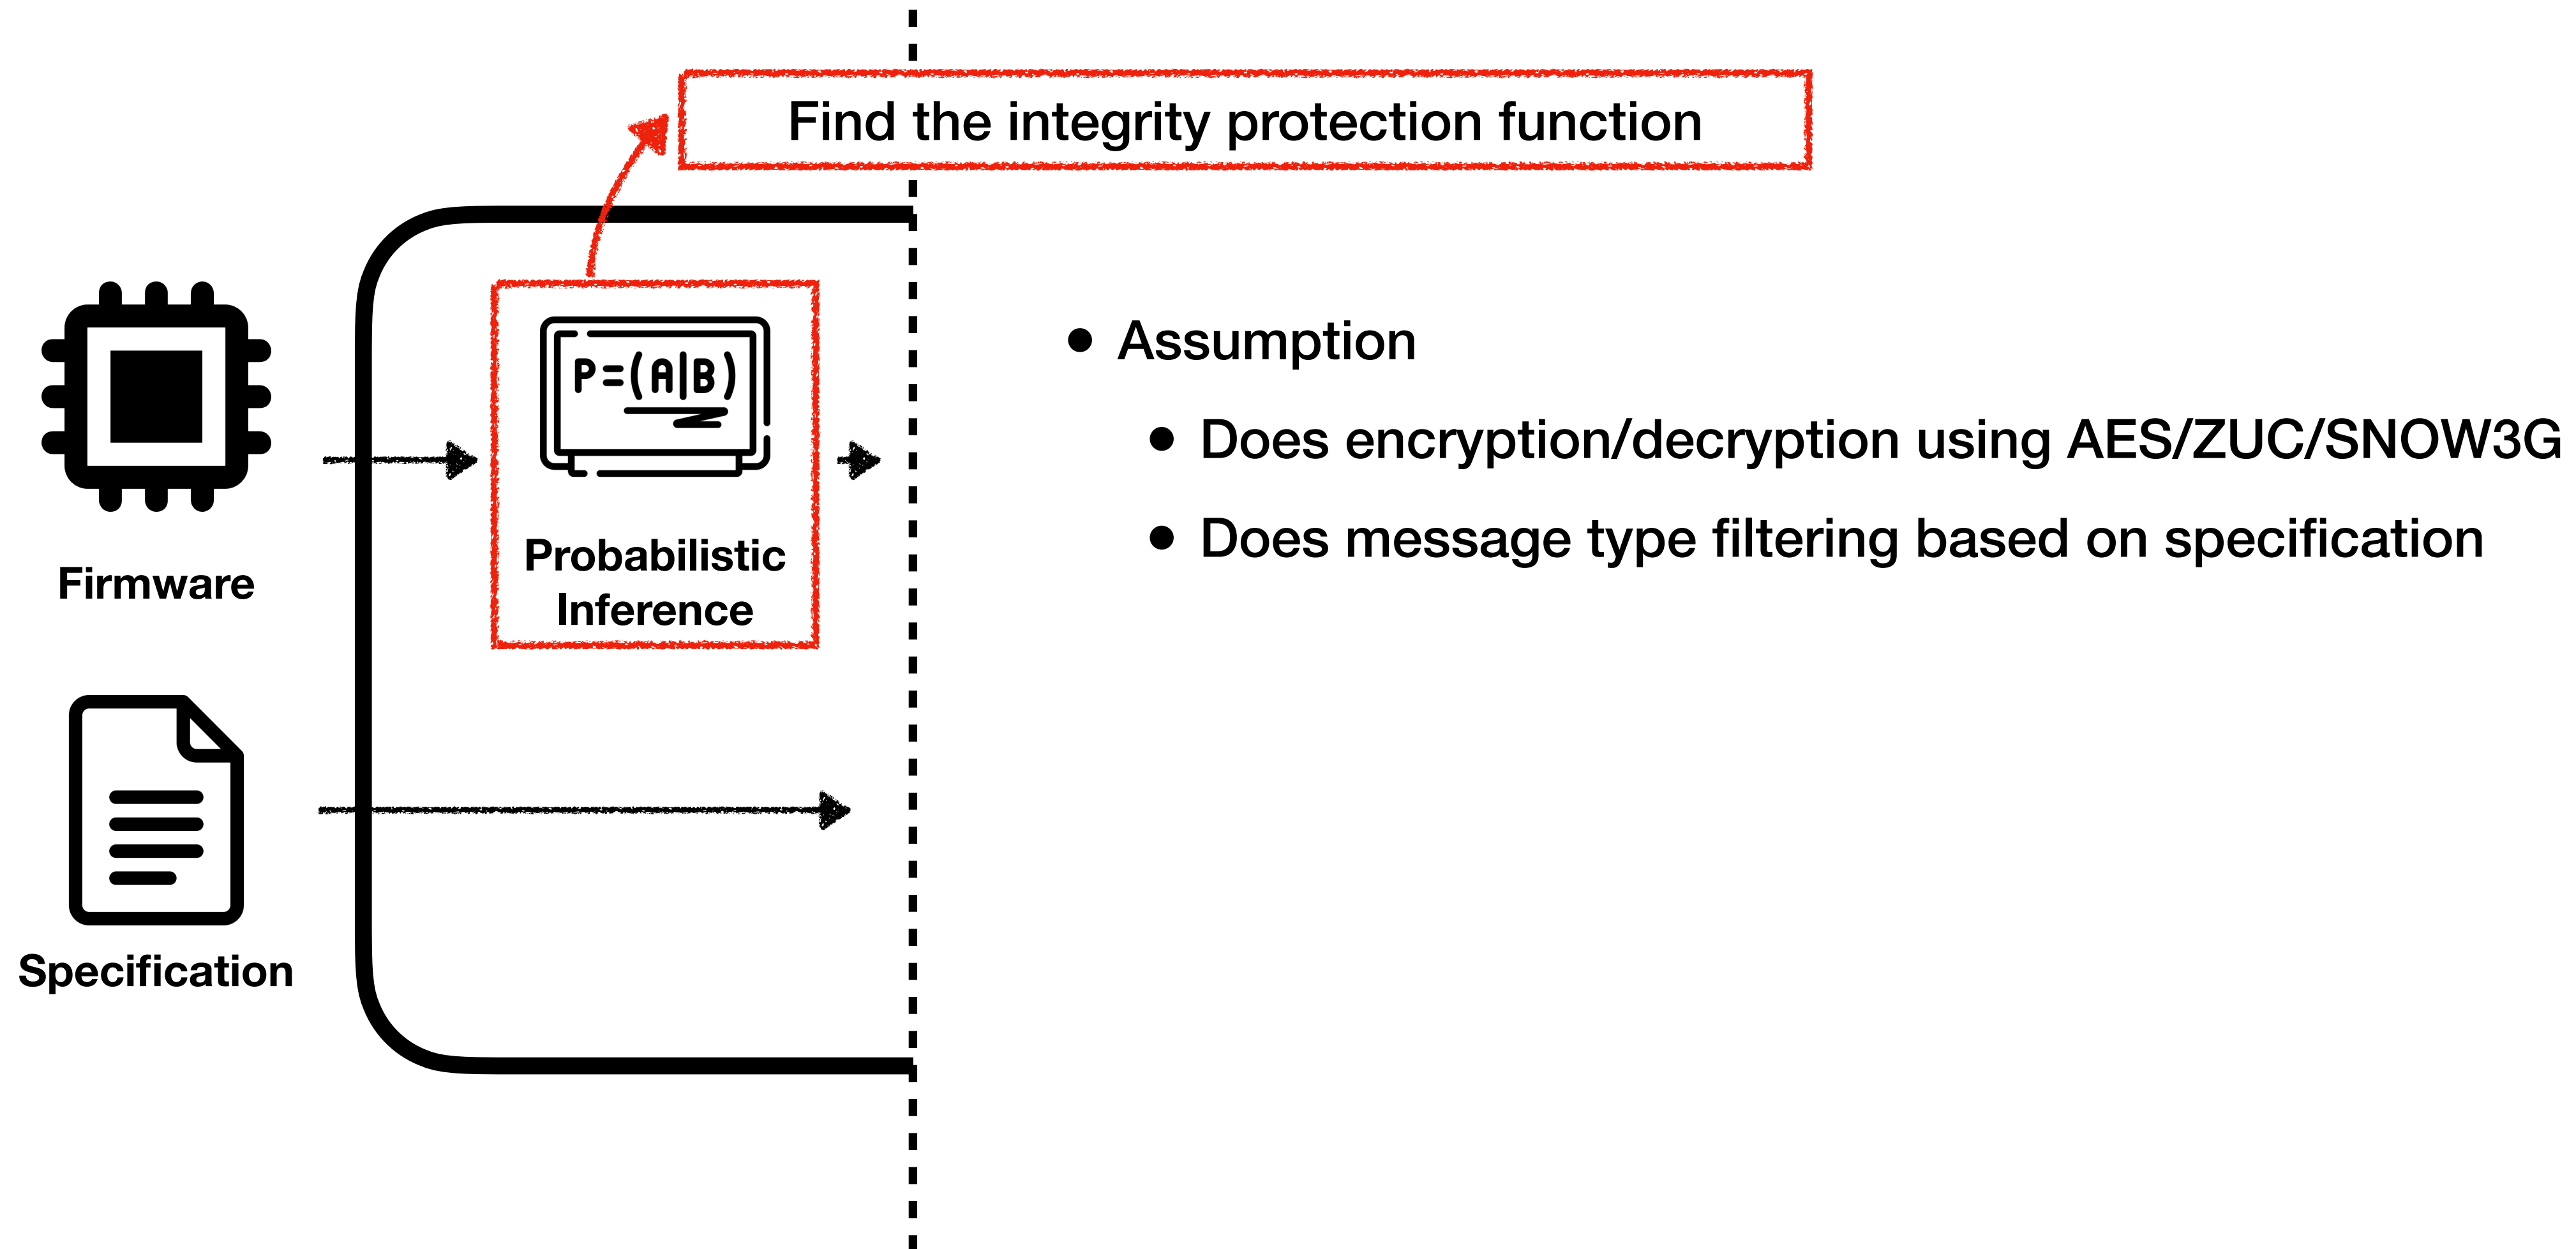 Find the integrity protection function
P=(A|B)
Probabilistic
Inference
Firmware
Specification
• Assumption
• Does encryption/decryption using AES/ZUC/SNOW3G
• Does message type filtering based on specification